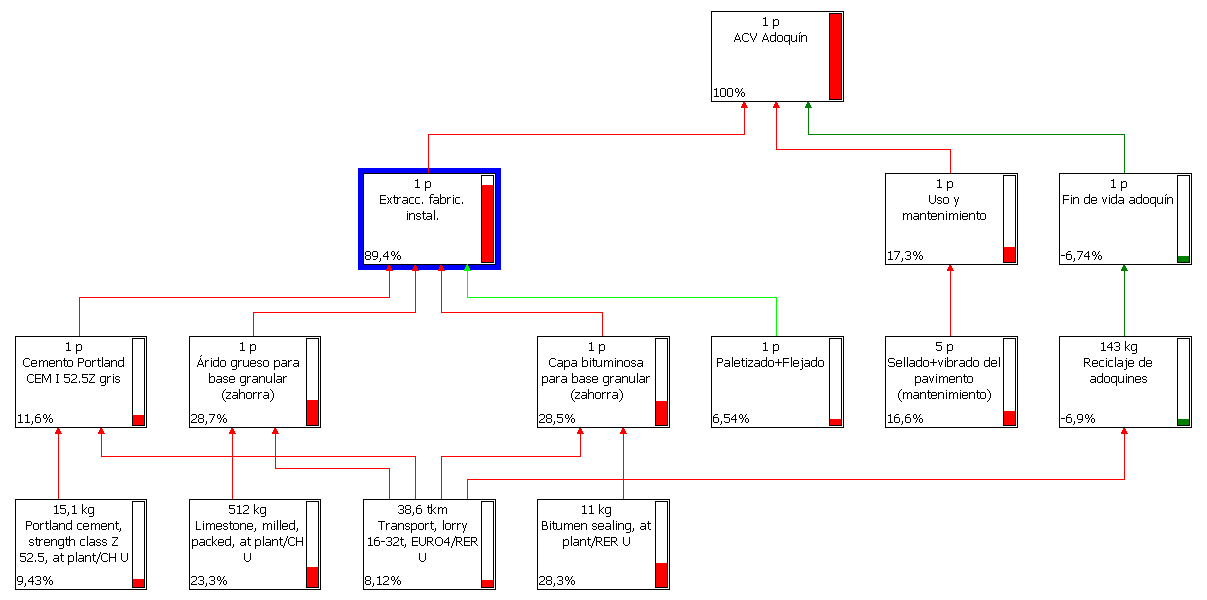 1 p
ACV Adoquín
100%
1 p
Extracc. fabric.
instal.
89,4%
1 p
Uso y
mantenimiento
17,3%
1 p
Fin de vida adoquín
-6,74%
1 p
Cemento Portland
CEM I 52.5Z gris
11,6%
1 p
Árido grueso para
base granular
(zahorra)
28,7%
1 p
Capa bituminosa
para base granular
(zahorra)
28,5%
1 p
Paletizado+Flejado
6,54%
5 p
Sellado+vibrado del
pavimento
(mantenimiento)
16,6%
143 kg
Reciclaje de
adoquines
-6,9%
15,1 kg
Portland cement,
strength class Z
52.5, at plant/CH U
9,43%
512 kg
Limestone, milled,
packed, at plant/CH
U
23,3%
38,6 tkm
Transport, lorry
16-32t, EURO4/RER
U
8,12%
11 kg
Bitumen sealing, at
plant/RER U
28,3%